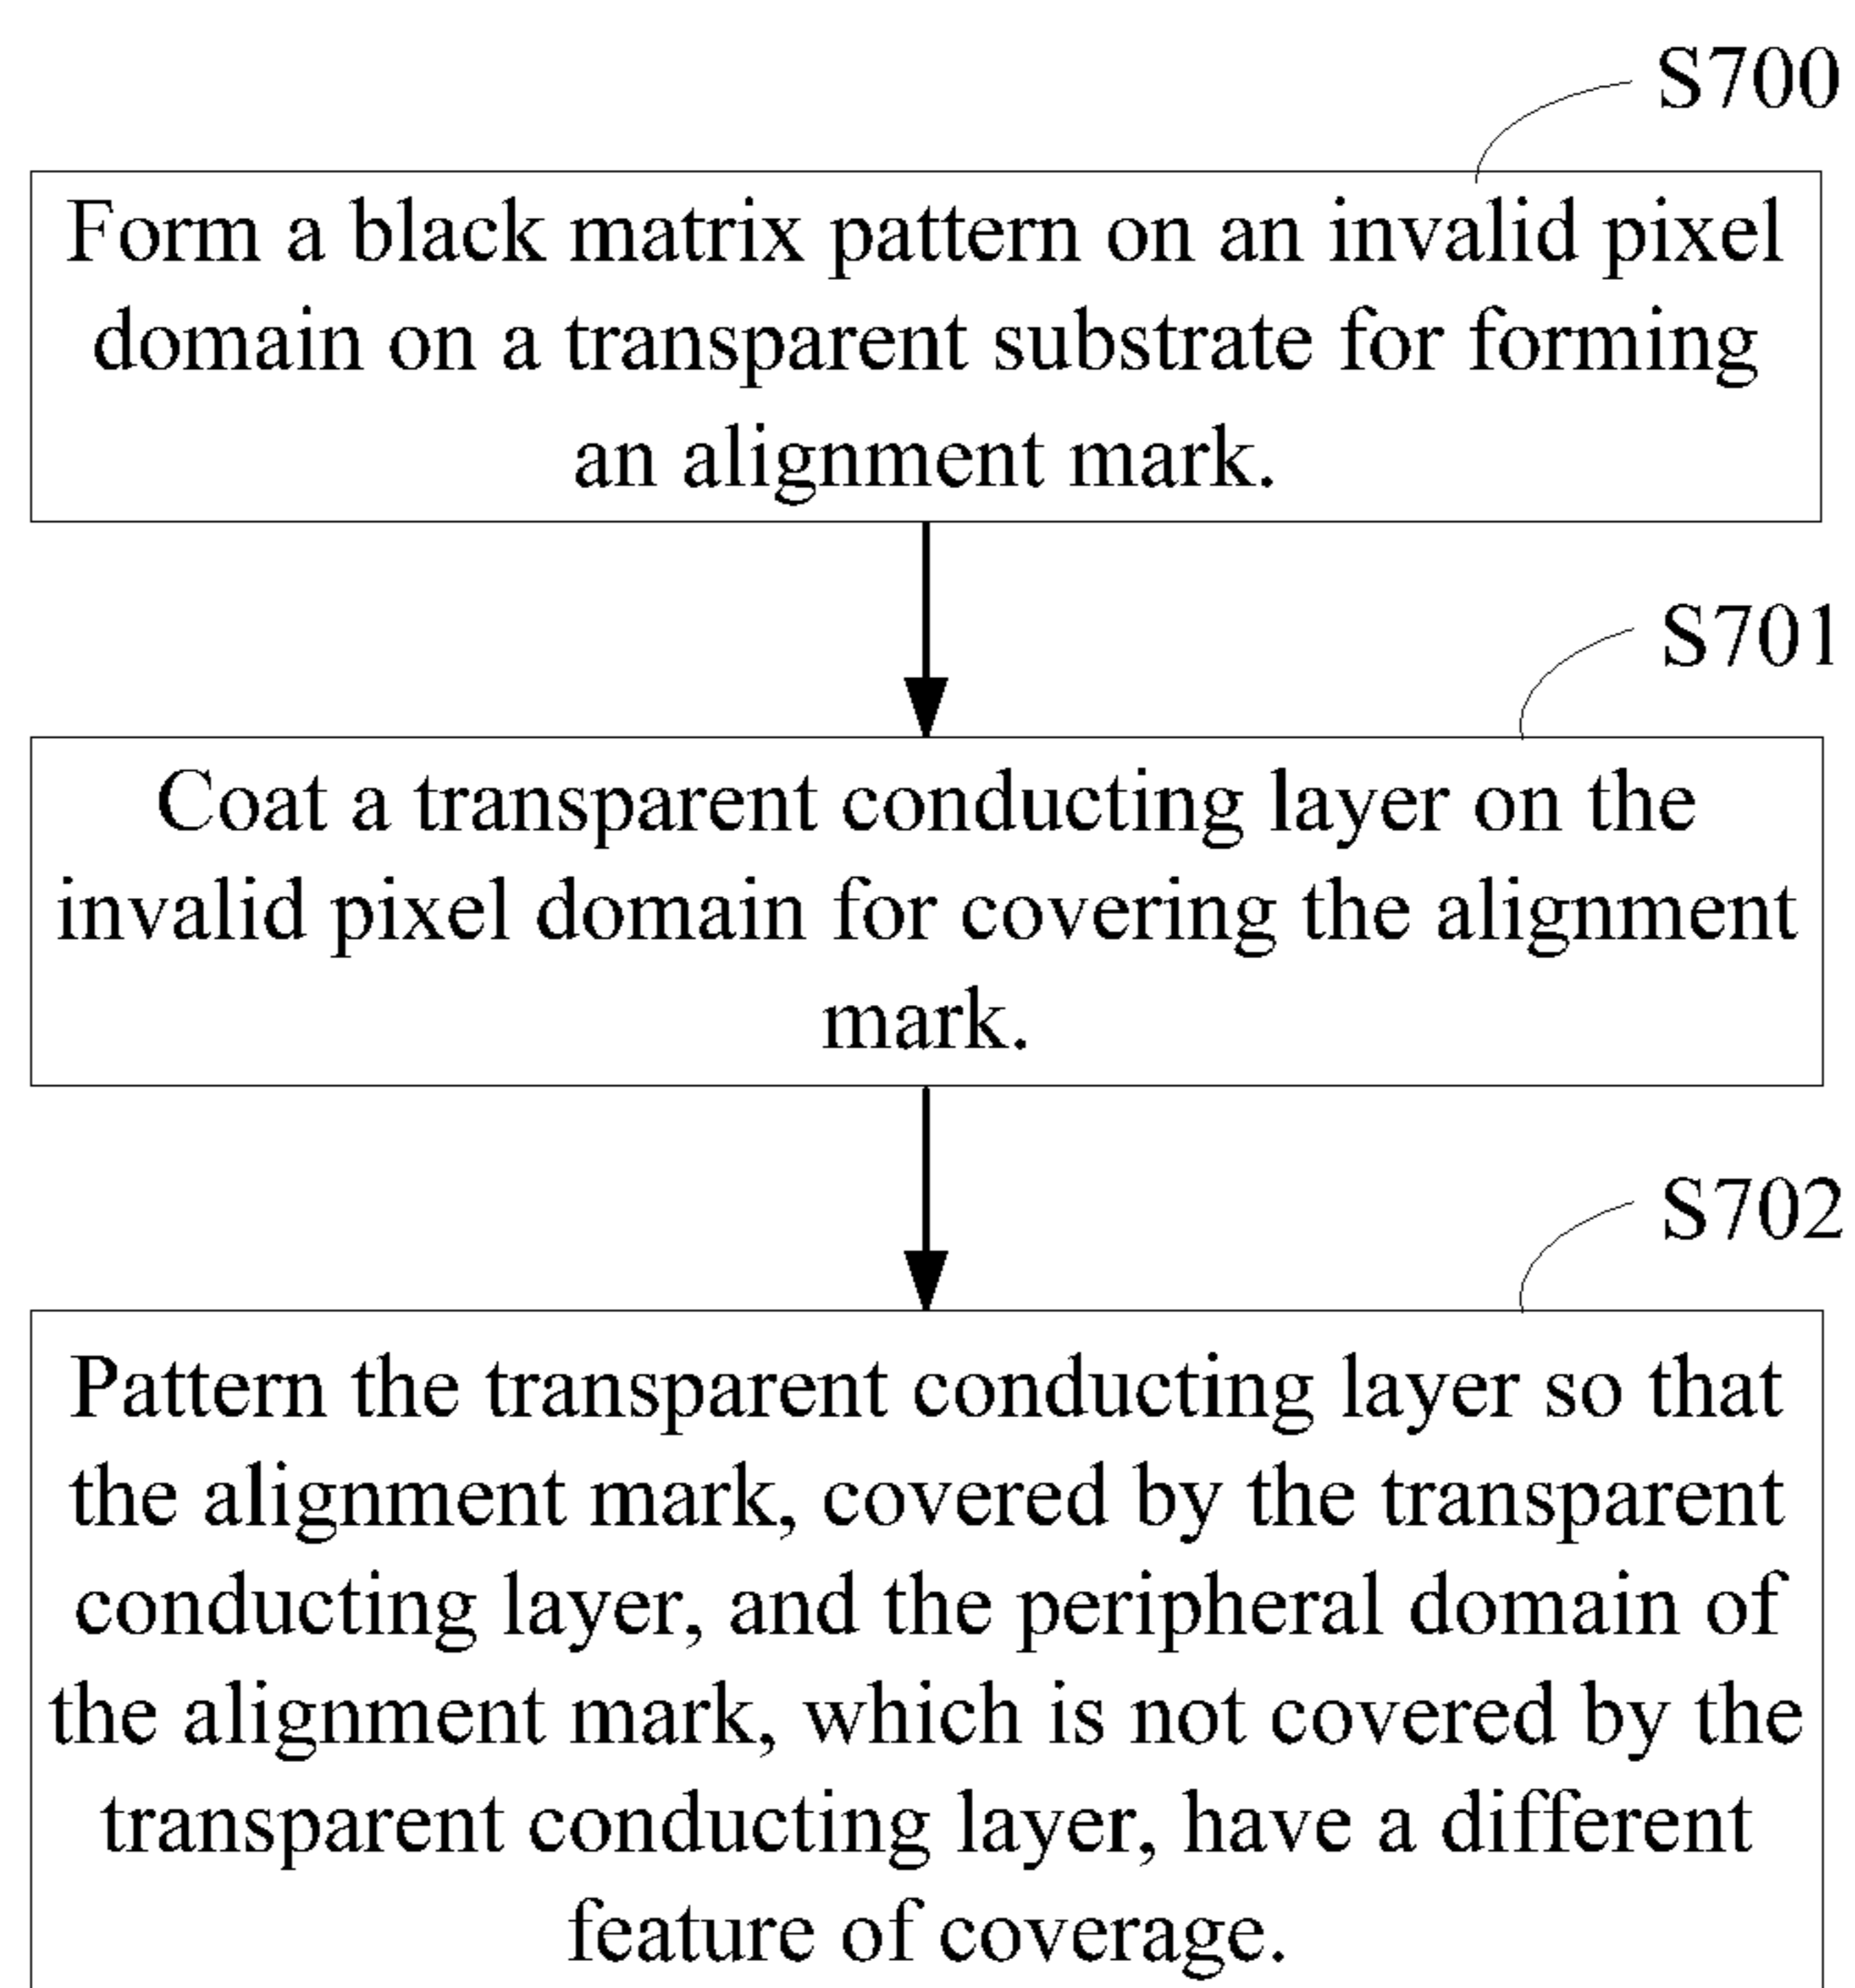 S700
Form a black matrix pattern on an invalid pixel
domain on a transparent substrate for forming
an alignment mark.
S701
Coat a transparent conducting layer on the
invalid pixel domain for covering the alignment
mark.
S702
Pattern the transparent conducting layer so that
the alignment mark, covered by the transparent
conducting layer, and the peripheral domain of
the alignment mark, which is not covered by the
transparent conducting layer, have a different
feature of coverage.